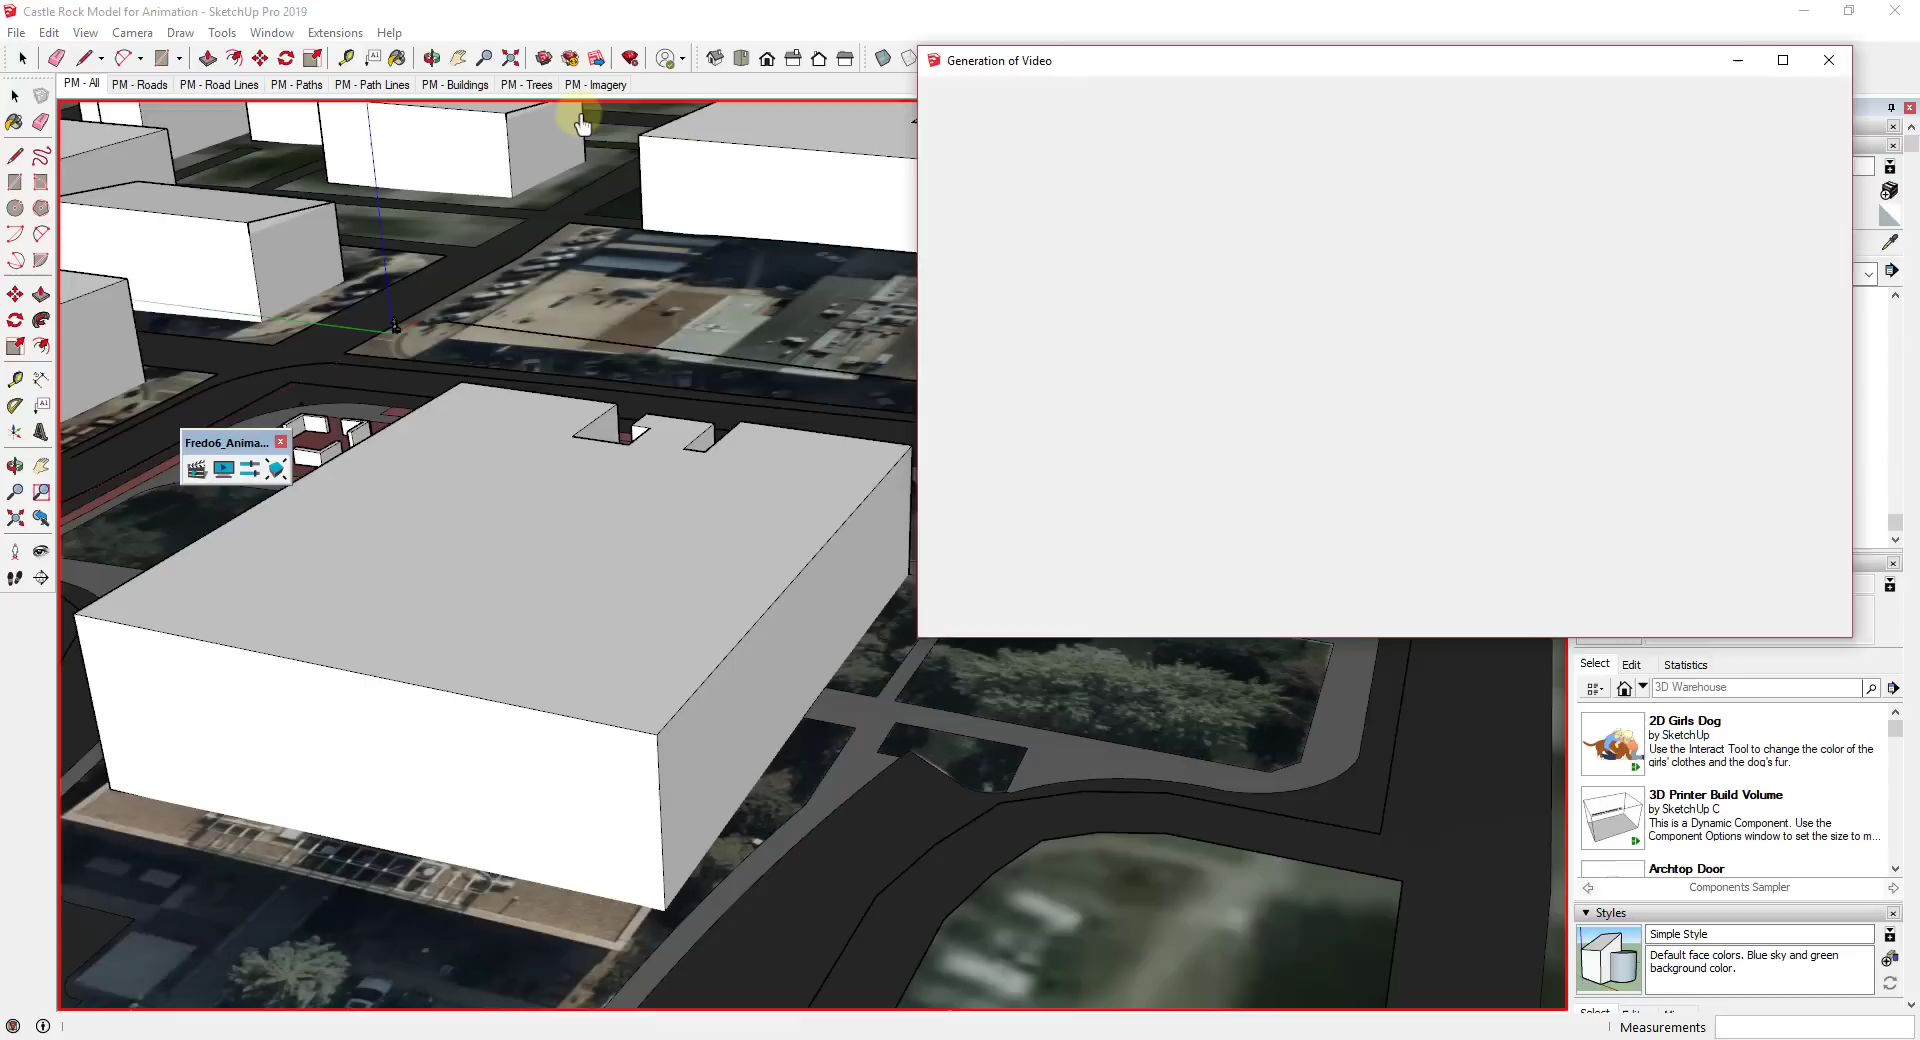 Castle Rock Model for Animation - SketchUp Pro 2019
File Edit View Camera Draw Tools Window Extensions Help
PM - All PM - Roads PM - Road Lines PM - Paths PM - Path Lines PM - Buildings PM - Trees PM - Imagery
Generation of Video
Fredo6_Anima...
Select Edit Statistics
3D Warehouse
2D Girls Dog
by SketchUp
Use the Interact Tool to change the color of the
girls' clothes and the dog's fur.
3D Printer Build Volume
by SketchUp C
This is a Dynamic Component. Use the
Component Options window to set the size to m...
Archtop Door
Components Sampler
Styles
Simple Style
Default face colors. Blue sky and green
background color.
Measurements